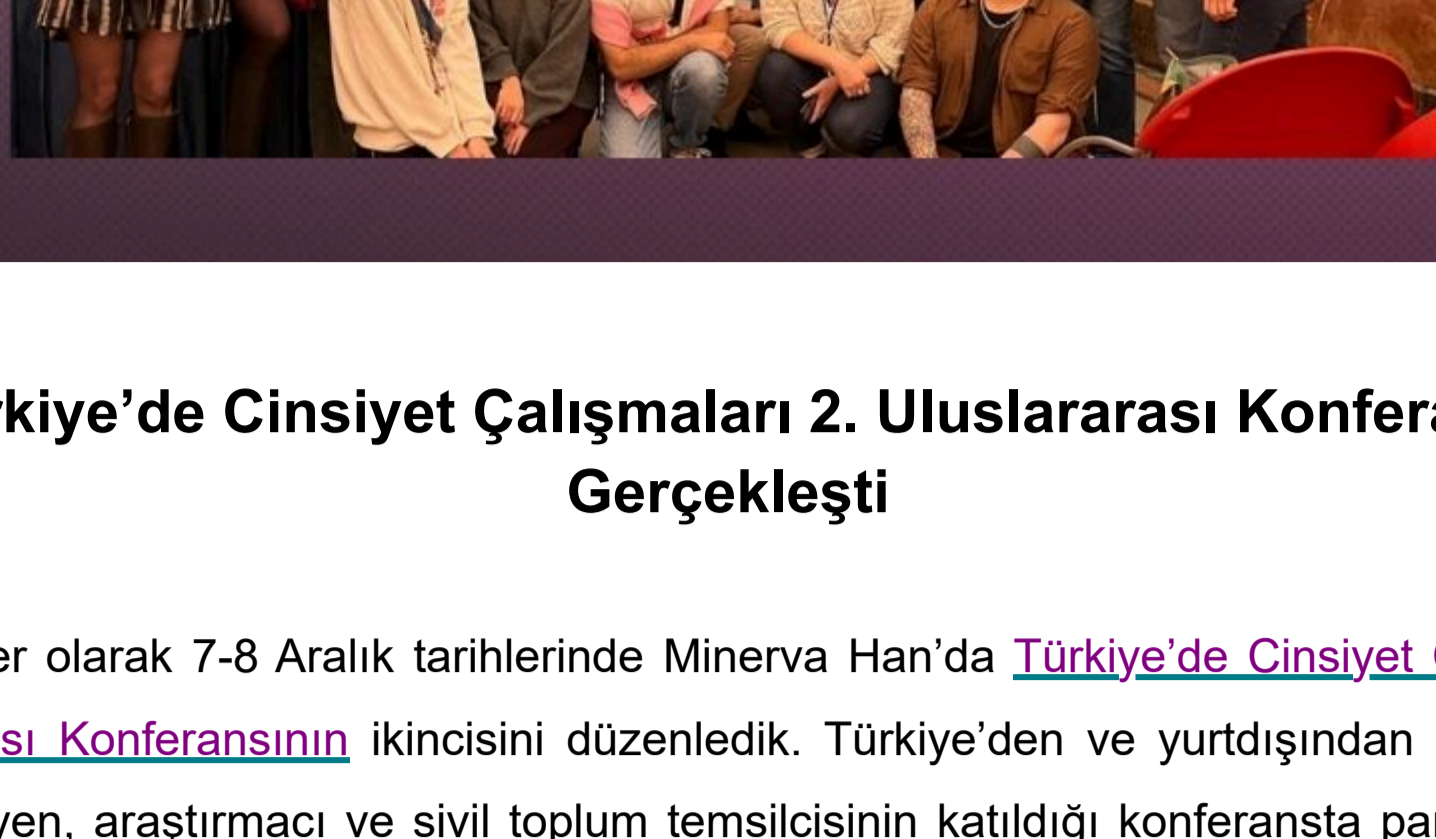 rkiye’de Cinsiyet Çalışmaları 2. Uluslararası Konfera
Gerçekleşti
er olarak 7-8 Aralık tarihlerinde Minerva Han’da Türkiye’de Cinsiyet
sı Konferansının ikincisini düzenledik. Türkiye’den ve yurtdışından
yen, araştırmacı ve sivil toplum temsilcisinin katıldığı konferansta pa